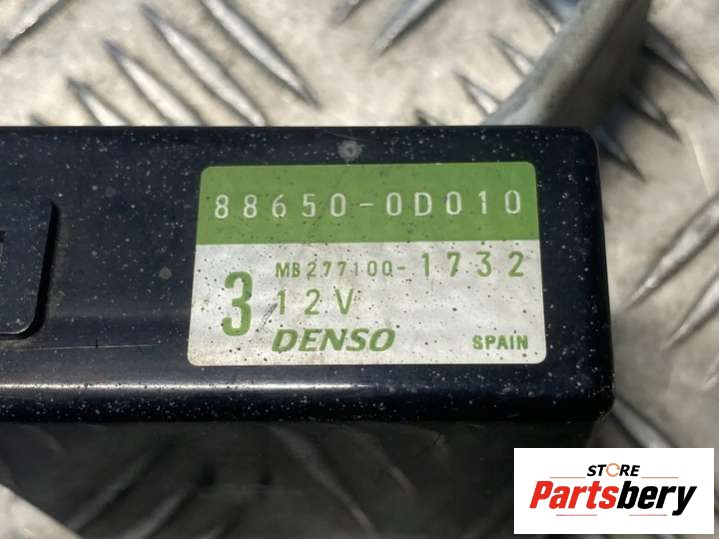 88650-0D010
MB277100-1732
3 12V
DENSO SPAIN
STORE
Partsbery